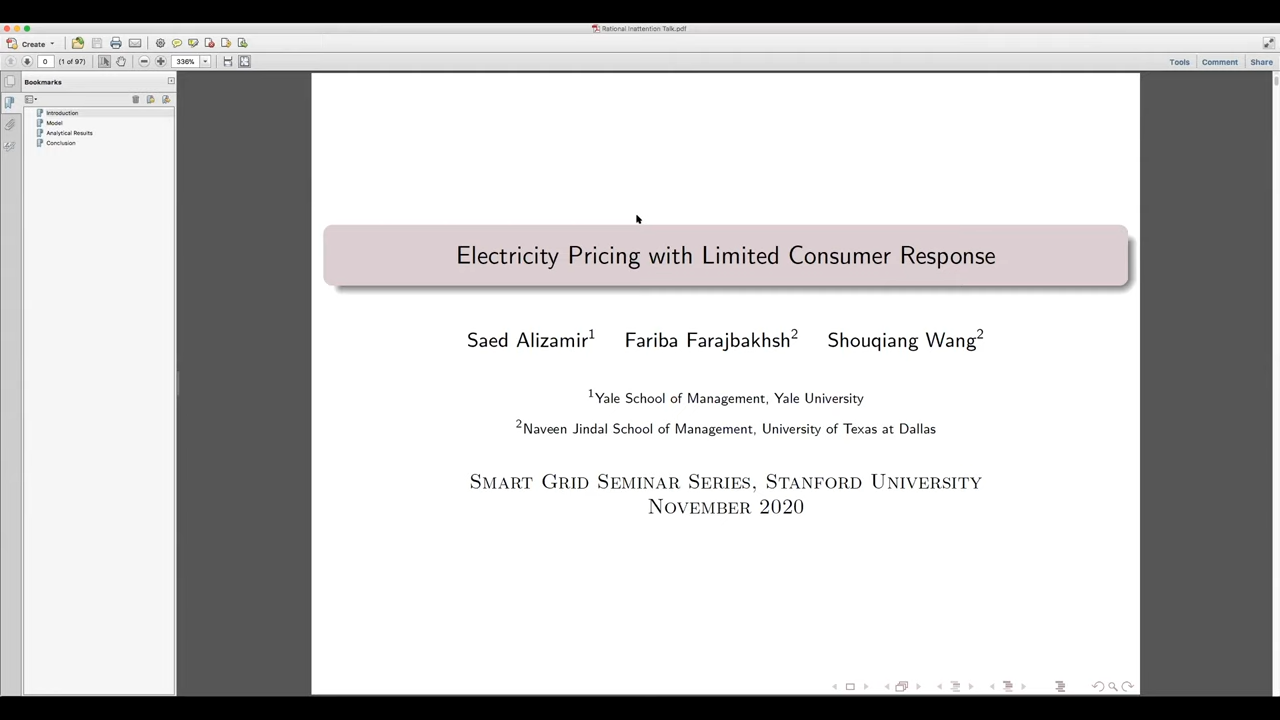 Rational Inattention Talk.pdf
Create
0 (1 of 97) 336% Tools Comment Share
Bookmarks
Introduction
Model
Analytical Results
Conclusion
Electricity Pricing with Limited Consumer Response
Saed Alizamir1 Fariba Farajbakhsh2 Shouqiang Wang2
1Yale School of Management, Yale University
2Naveen Jindal School of Management, University of Texas at Dallas
Smart Grid Seminar Series, Stanford University
November 2020